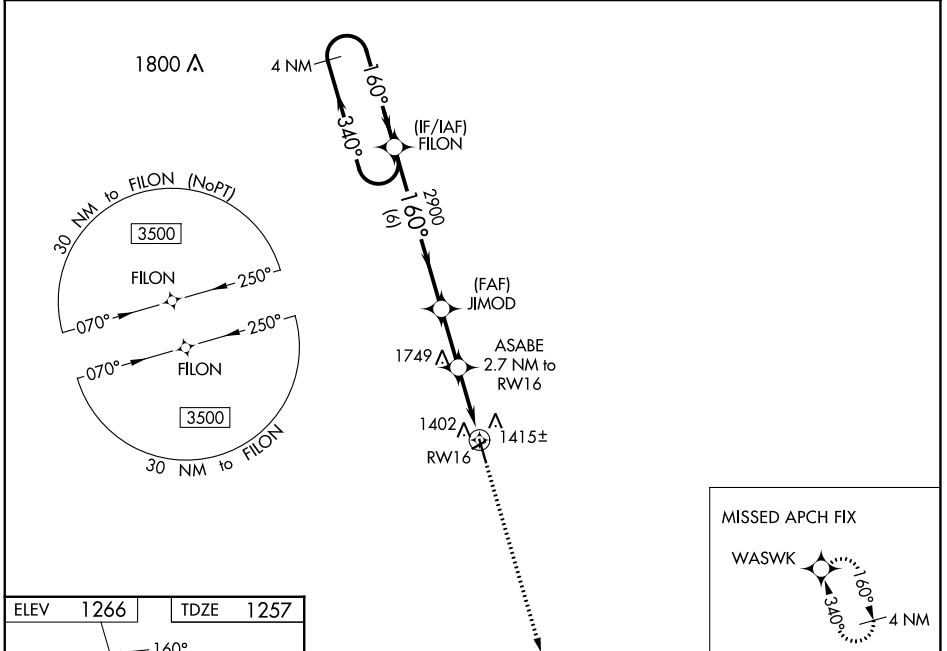 1800
4 NM
160°
340°
(IF/IAF)
FILON
2900
160°
(6)
30 NM to FILON (NoPT)
3500
FILON
250°
070°
250°
070°
FILON
3500
30 NM to FILON
(FAF)
JIMOD
1749
ASABE
2.7 NM to
RW16
1402
1415±
RW16
MISSED APCH FIX
WASWK
160°
340°
4 NM
ELEV 1266
TDZE 1257
160°